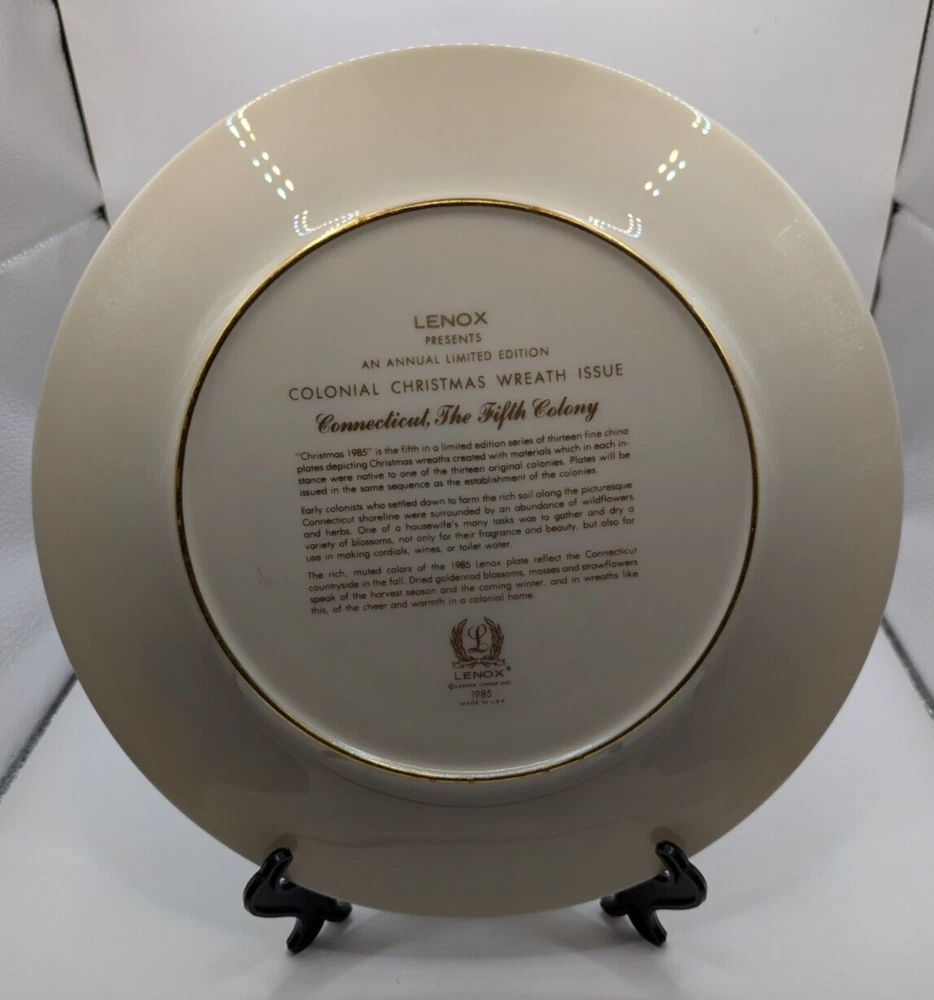 LENOX
PRESENTS
AN ANNUAL LIMITED EDITION
COLONIAL CHRISTMAS WREATH ISSUE
Connecticut, The Fifth Colony
"Christmas 1985" is the fifth in a limited edition series of thirteen fine china
plates depicting Christmas wreaths created with materials which in each in-
stance were native to one of the thirteen original colonies. Plates will be
issued in the same sequence as the establishment of the colonies.
Early colonists who settled down to farm the rich soil along the picturesque
Connecticut shoreline were surrounded by an abundance of wildflowers
and herbs. One of a housewife's many tasks was to gather and dry a
variety of blossoms, not only for their fragrance and beauty, but also for
use in making cordials, wines, or toilet water.
The rich, muted colors of the 1985 Lenox plate reflect the Connecticut
countryside in the fall. Dried goldenrod blossoms, mosses and strawflowers
speak of the harvest season and the coming winter, and in wreaths like
this, of the cheer and warmth in a colonial home.
L
LENOX®
©LENOX CHINA INC.
1985
MADE IN U.S.A.